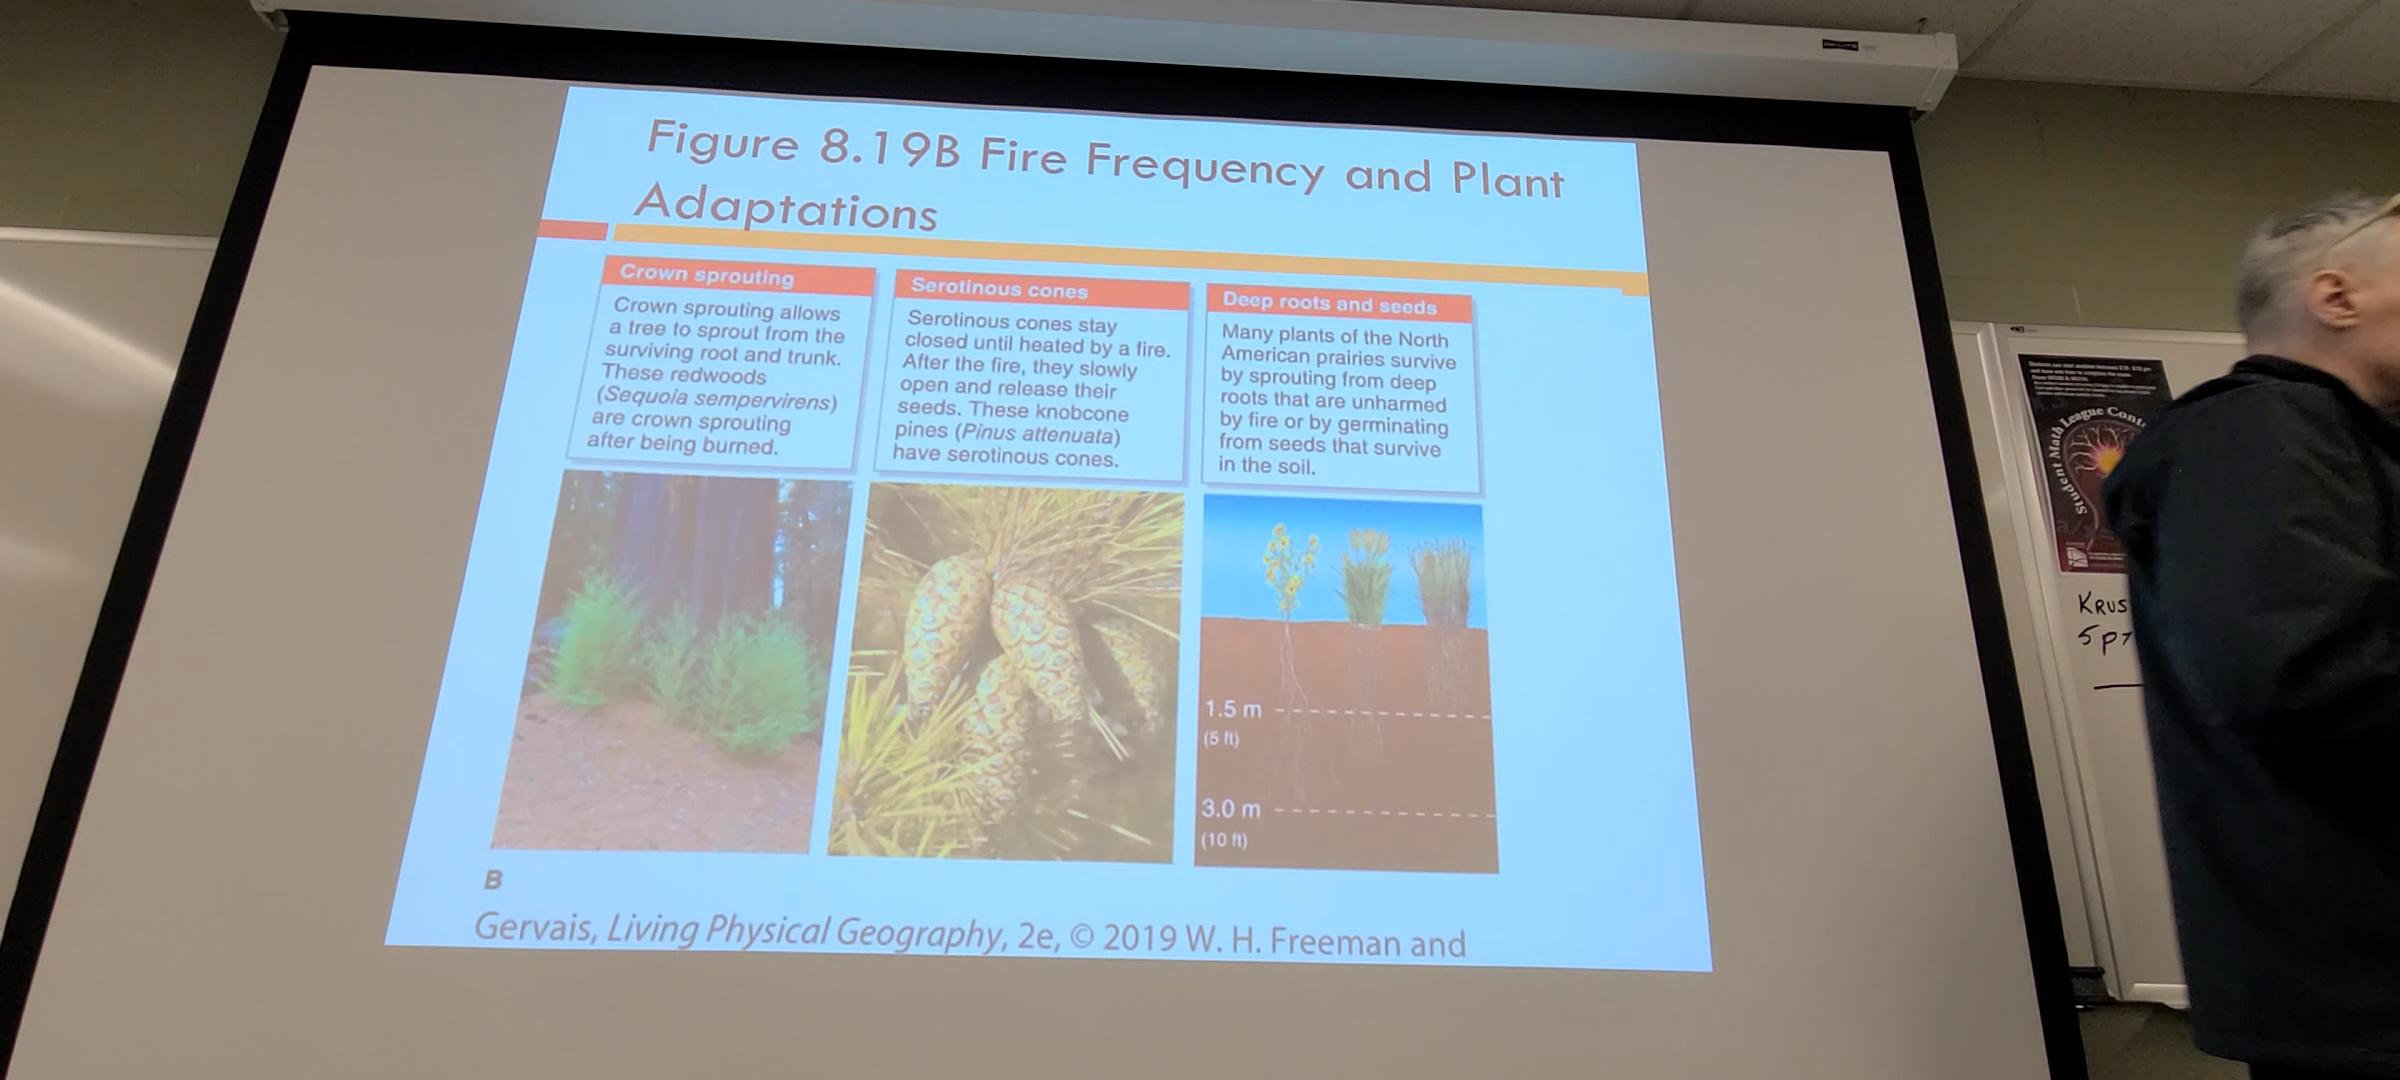 Figure 8.19B Fire Frequency and Plant
Adaptations
Crown sprouting
Crown sprouting allows
a tree to sprout from the
surviving root and trunk.
These redwoods
(Sequoia sempervirens)
are crown sprouting
after being burned.
Serotinous cones
Serotinous cones stay
closed until heated by a fire.
After the fire, they slowly
open and release their
seeds. These knobcone
pines (Pinus attenuata)
have serotinous cones.
Deep roots and seeds
Many plants of the North
American prairies survive
by sprouting from deep
roots that are unharmed
by fire or by germinating
from seeds that survive
in the soil.
1.5 m
(5 ft)
3.0 m
(10 ft)
B
Gervais, Living Physical Geography, 2e, © 2019 W. H. Freeman and
Student Math League
KRUS